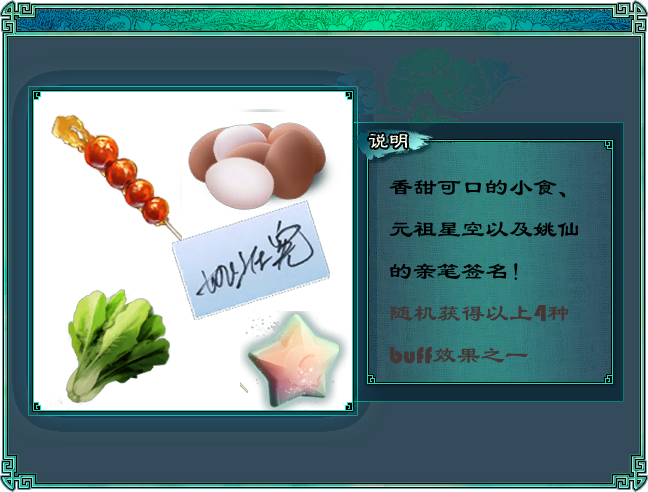 说明
香甜可口的小食、
元祖星空以及姚仙
的亲笔签名！
随机获得以上4种
buff效果之一